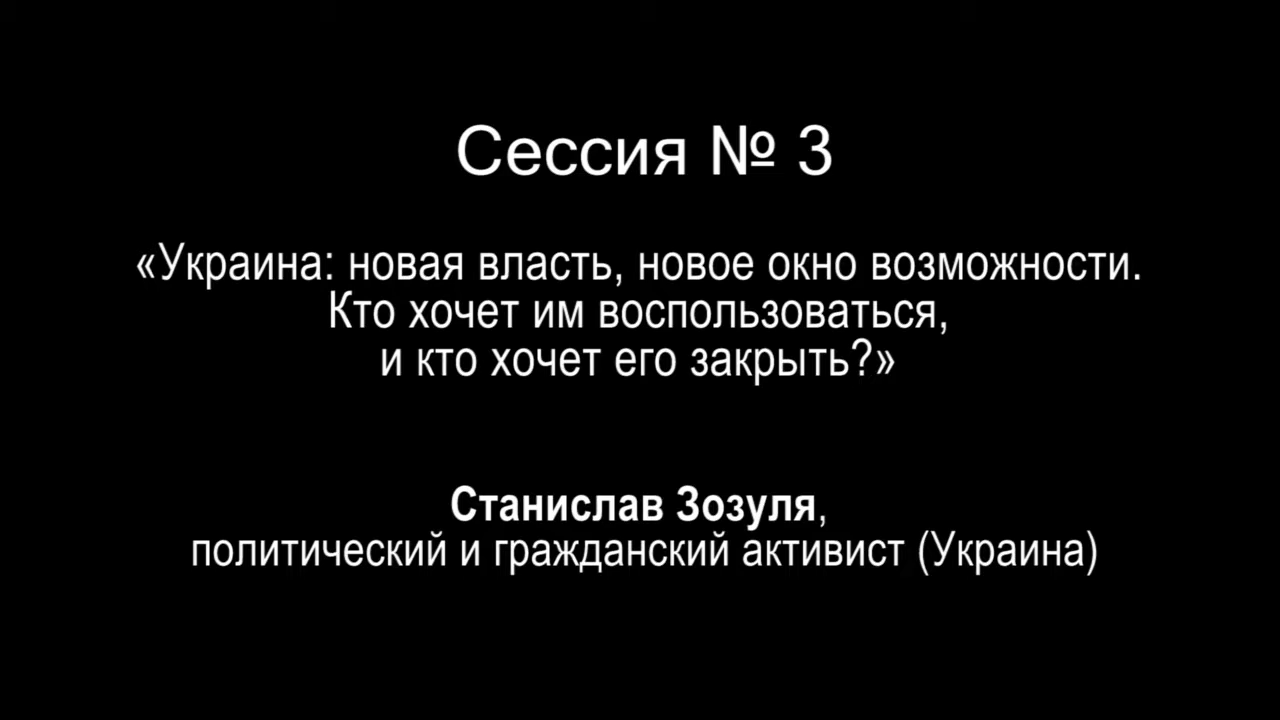 Сессия № 3
«Украина: новая власть, новое окно возможности.
Кто хочет им воспользоваться,
и кто хочет его закрыть?»
Станислав Зозуля,
политический и гражданский активист (Украина)